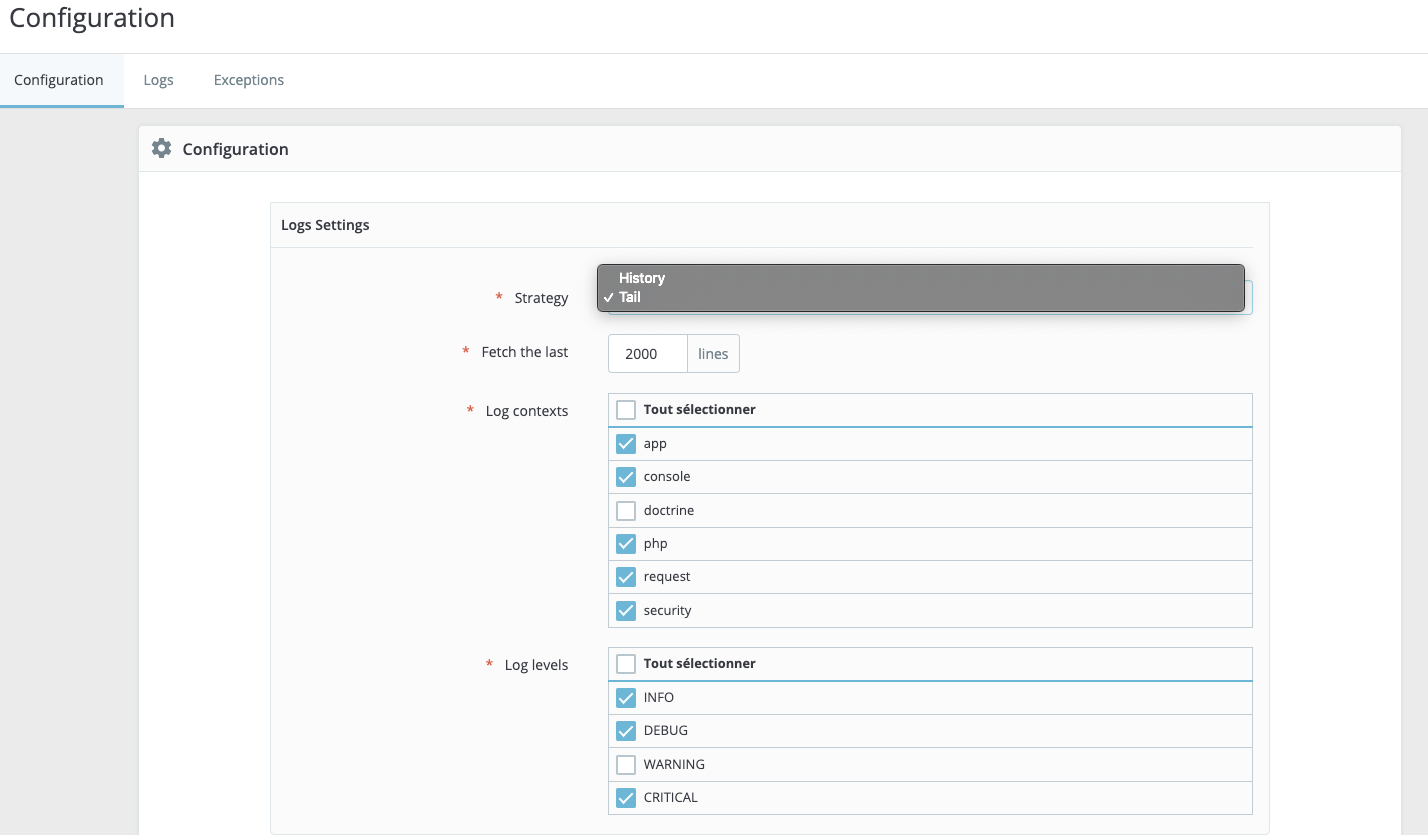 Configuration
Configuration Logs Exceptions
Configuration
Logs Settings
History
* Strategy
Tail
* Fetch the last 2000 lines
* Log contexts
Tout sélectionner
app
console
doctrine
php
request
security
* Log levels
Tout sélectionner
INFO
DEBUG
WARNING
CRITICAL